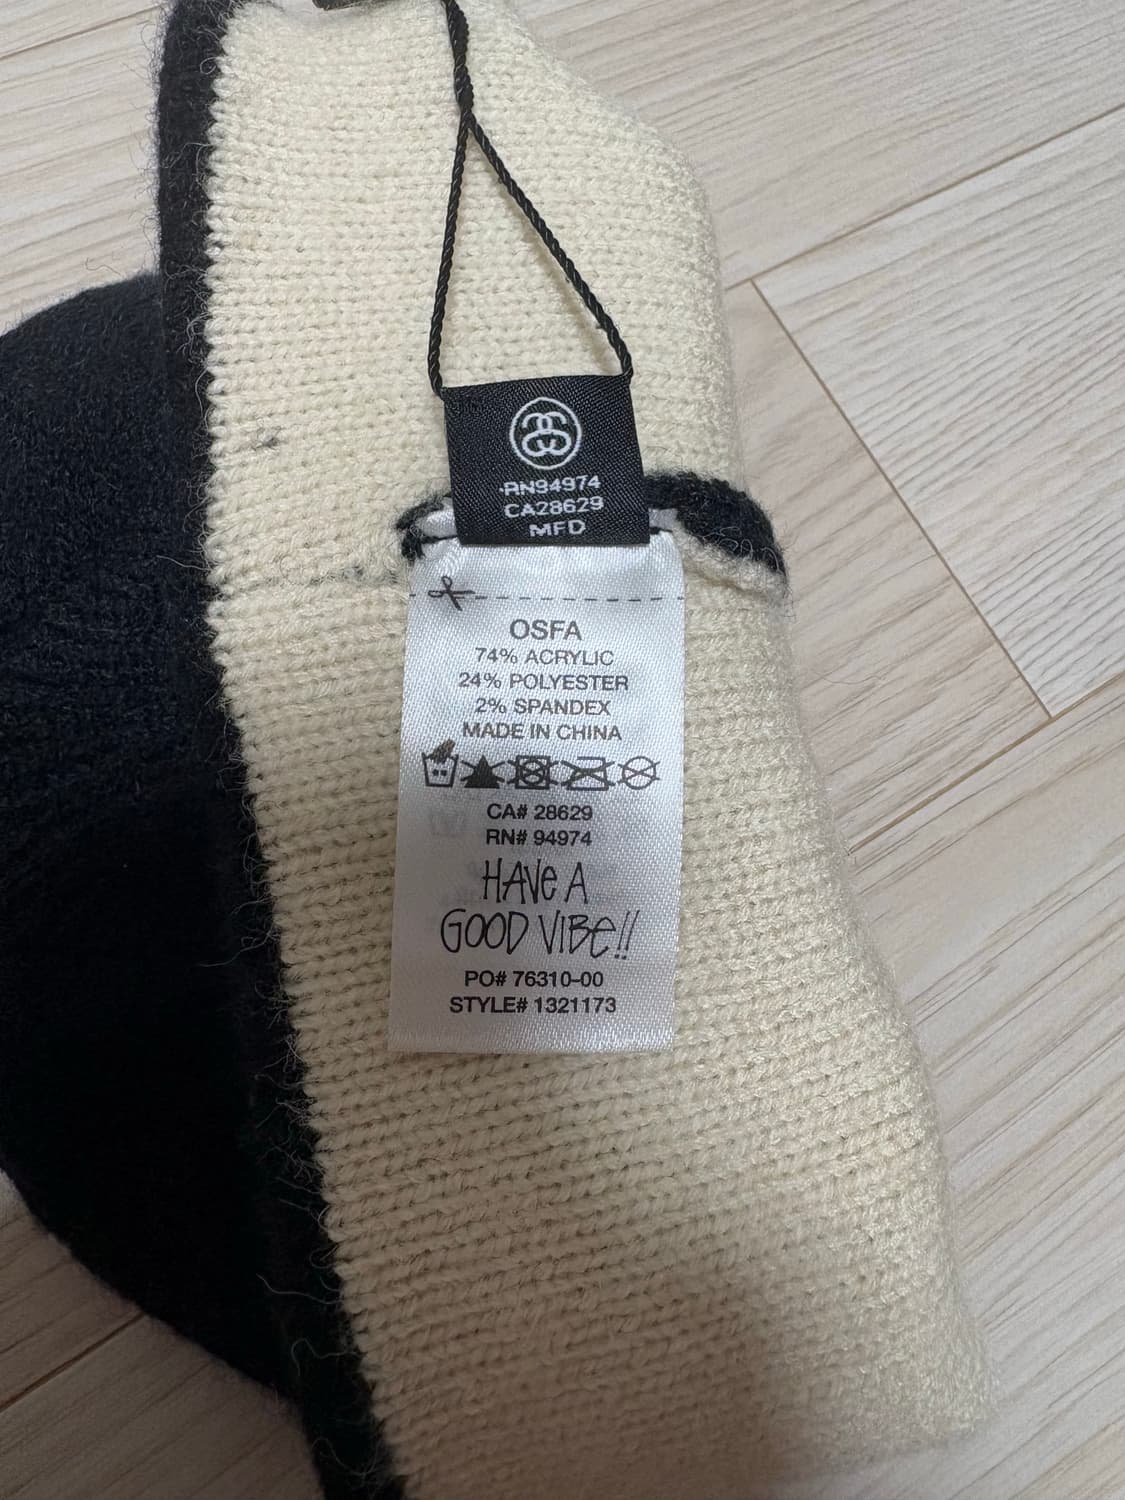 RN94974
CA28629
MFD
OSFA
74% ACRYLIC
24% POLYESTER
2% SPANDEX
MADE IN CHINA
CA# 28629
RN# 94974
HAVe A
GOOD VIBe!!
PO# 76310-00
STYLE# 1321173